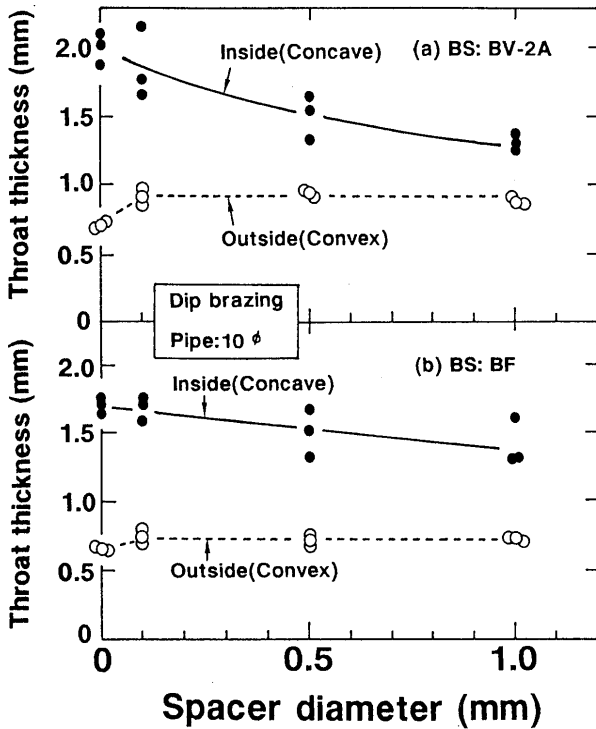 Throat thickness (mm)
2.0
1.5
1.0
0.5
0
Inside(Concave)
(a) BS: BV-2A
Outside(Convex)
Dip brazing
Pipe:10 ϕ
Throat thickness (mm)
2.0
1.5
1.0
0.5
0
Inside(Concave)
(b) BS: BF
Outside(Convex)
0
0.5
1.0
Spacer diameter (mm)